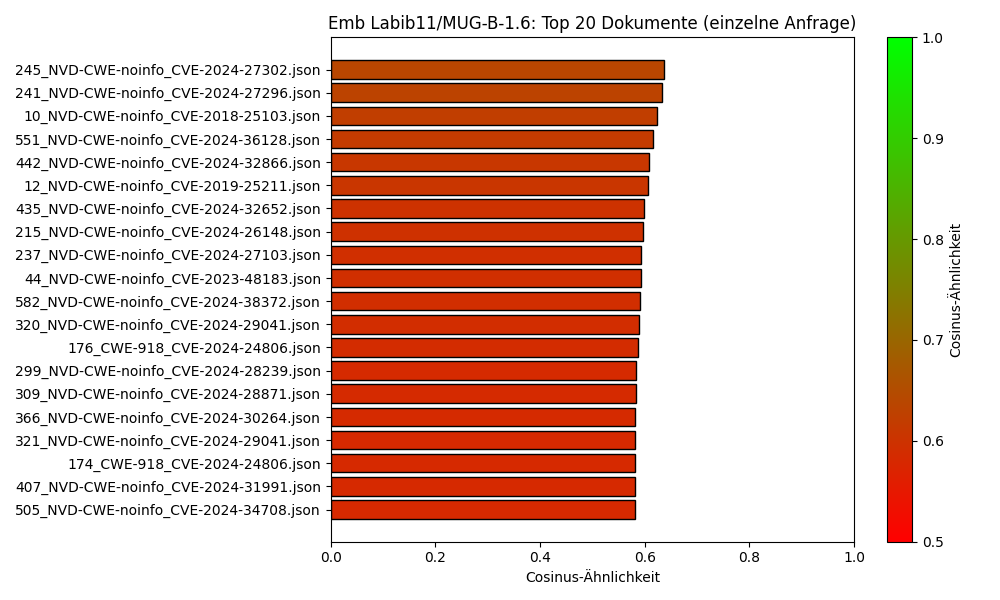 Emb Labib11/MUG-B-1.6: Top 20 Dokumente (einzelne Anfrage)
245_NVD-CWE-noinfo_CVE-2024-27302.json
241_NVD-CWE-noinfo_CVE-2024-27296.json
10_NVD-CWE-noinfo_CVE-2018-25103.json
551_NVD-CWE-noinfo_CVE-2024-36128.json
442_NVD-CWE-noinfo_CVE-2024-32866.json
12_NVD-CWE-noinfo_CVE-2019-25211.json
435_NVD-CWE-noinfo_CVE-2024-32652.json
215_NVD-CWE-noinfo_CVE-2024-26148.json
237_NVD-CWE-noinfo_CVE-2024-27103.json
44_NVD-CWE-noinfo_CVE-2023-48183.json
582_NVD-CWE-noinfo_CVE-2024-38372.json
320_NVD-CWE-noinfo_CVE-2024-29041.json
176_CWE-918_CVE-2024-24806.json
299_NVD-CWE-noinfo_CVE-2024-28239.json
309_NVD-CWE-noinfo_CVE-2024-28871.json
366_NVD-CWE-noinfo_CVE-2024-30264.json
321_NVD-CWE-noinfo_CVE-2024-29041.json
174_CWE-918_CVE-2024-24806.json
407_NVD-CWE-noinfo_CVE-2024-31991.json
505_NVD-CWE-noinfo_CVE-2024-34708.json
0.0 0.2 0.4 0.6 0.8 1.0
Cosinus-Ähnlichkeit
1.0
0.9
0.8
0.7
0.6
0.5
Cosinus-Ähnlichkeit